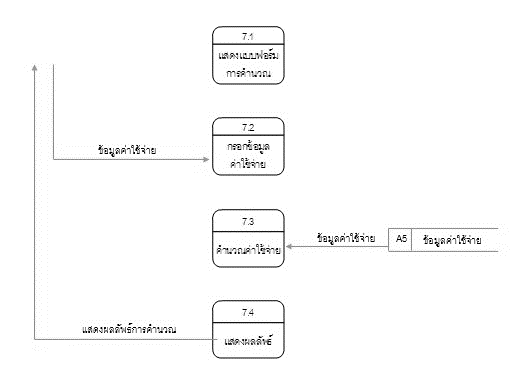 7.1
แสดงแบบฟอร์ม
การคำนวณ
7.2
กรอกข้อมูล
ค่าใช้จ่าย
ข้อมูลค่าใช้จ่าย
7.3
คำนวณค่าใช้จ่าย
ข้อมูลค่าใช้จ่าย
A5
ข้อมูลค่าใช้จ่าย
7.4
แสดงผลลัพธ์
แสดงผลลัพธ์การคำนวณ